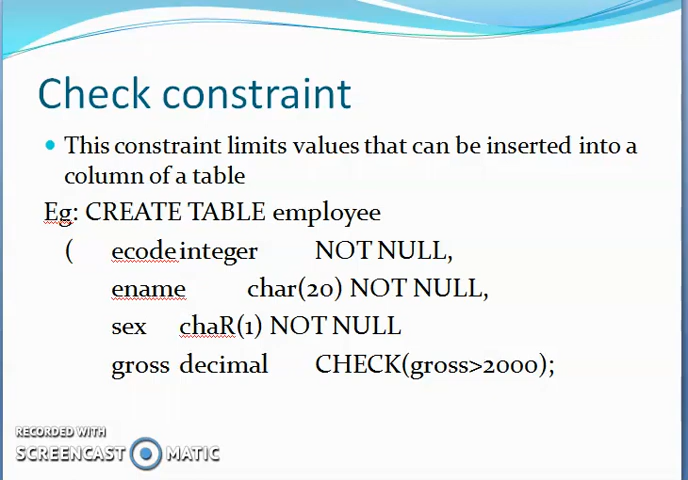 Check constraint
This constraint limits values that can be inserted into a
column of a table
Eg: CREATE TABLE employee
( ecode integer NOT NULL,
ename char(20) NOT NULL,
sex chaR(1) NOT NULL
gross decimal CHECK(gross>2000);
RECORDED WITH
SCREENCAST MATIC